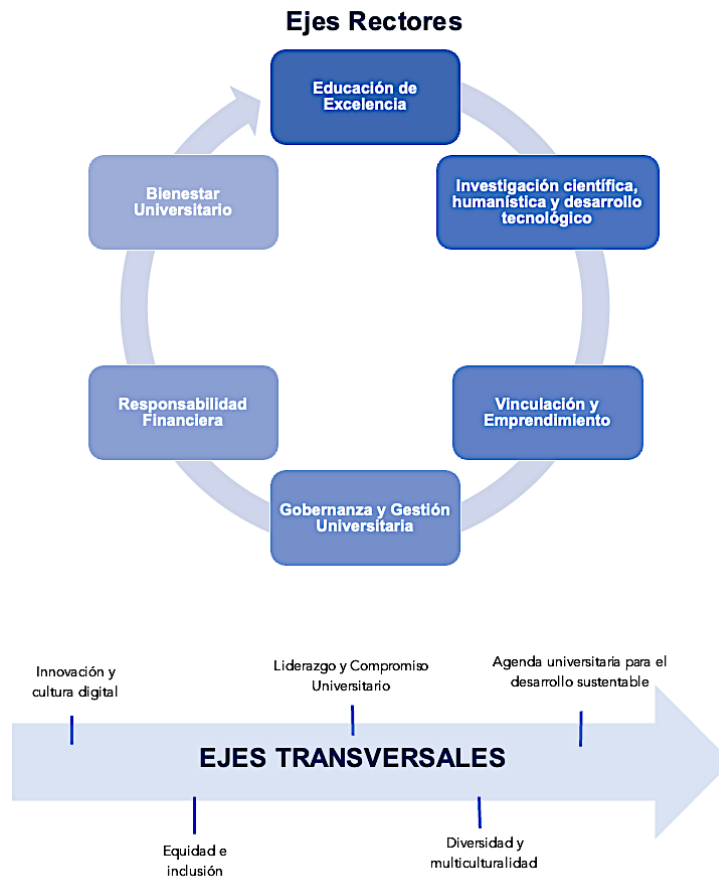 Ejes Rectores
Educación de
Excelencia
Investigación científica,
humanística y desarrollo
tecnológico
Vinculación y
Emprendimiento
Gobernanza y Gestión
Universitaria
Responsabilidad
Financiera
Bienestar
Universitario
Innovación y
cultura digital
Liderazgo y Compromiso
Universitario
Agenda universitaria para el
desarrollo sustentable
EJES TRANSVERSALES
Equidad e
inclusión
Diversidad y
multiculturalidad